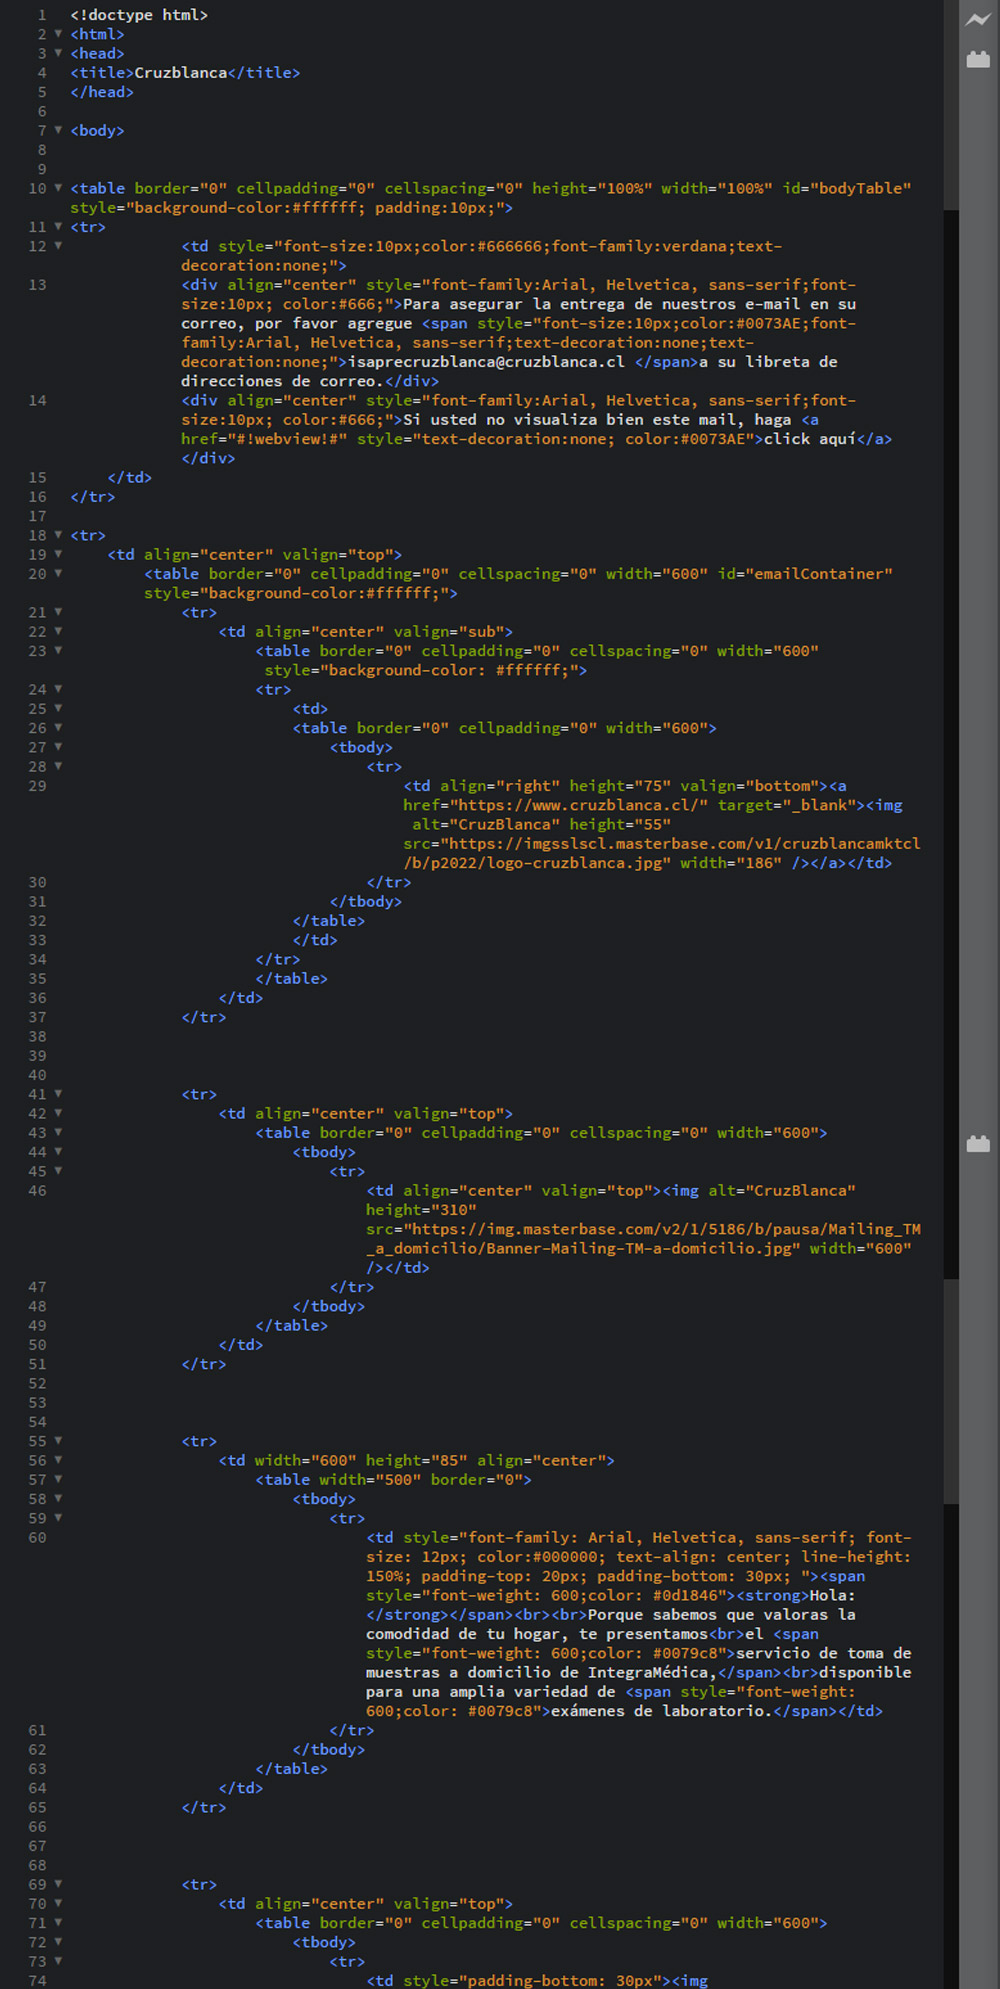 1 <!doctype html>
2 <html>
3 <head>
4 <title>Cruzblanca</title>
5 </head>
6
7 <body>
8
9
10 <table border="0" cellpadding="0" cellspacing="0" height="100%" width="100%" id="bodyTable"
style="background-color:#ffffff; padding:10px;">
11 <tr>
12 <td style="font-size:10px;color:#666666;font-family:verdana;text-
decoration:none;">
13 <div align="center" style="font-family:Arial, Helvetica, sans-serif;font-
size:10px; color:#666;">Para asegurar la entrega de nuestros e-mail en su
correo, por favor agregue <span style="font-size:10px;color:#0073AE;font-
family:Arial, Helvetica, sans-serif;text-decoration:none;text-
decoration:none;">isaprecruzblanca@cruzblanca.cl </span>a su libreta de
direcciones de correo.</div>
14 <div align="center" style="font-family:Arial, Helvetica, sans-serif;font-
size:10px; color:#666;">Si usted no visualiza bien este mail, haga <a
href="#!webview!#" style="text-decoration:none; color:#0073AE">click aquí</a>
</div>
15 </td>
16 </tr>
17
18 <tr>
19 <td align="center" valign="top">
20 <table border="0" cellpadding="0" cellspacing="0" width="600" id="emailContainer"
style="background-color:#ffffff;">
21 <tr>
22 <td align="center" valign="sub">
23 <table border="0" cellpadding="0" cellspacing="0" width="600"
style="background-color: #ffffff;">
24 <tr>
25 <td>
26 <table border="0" cellpadding="0" width="600">
27 <tbody>
28 <tr>
29 <td align="right" height="75" valign="bottom"><a
href="https://www.cruzblanca.cl/" target="_blank"><img
alt="CruzBlanca" height="55"
src="https://imgsslscl.masterbase.com/v1/cruzblancamktcl
/b/p2022/logo-cruzblanca.jpg" width="186" /></a></td>
30 </tr>
31 </tbody>
32 </table>
33 </td>
34 </tr>
35 </table>
36 </td>
37 </tr>
38
39
40
41 <tr>
42 <td align="center" valign="top">
43 <table border="0" cellpadding="0" cellspacing="0" width="600">
44 <tbody>
45 <tr>
46 <td align="center" valign="top"><img alt="CruzBlanca"
height="310"
src="https://img.masterbase.com/v2/1/5186/b/pausa/Mailing_TM
_a_domicilio/Banner-Mailing-TM-a-domicilio.jpg" width="600"
/></td>
47 </tr>
48 </tbody>
49 </table>
50 </td>
51 </tr>
52
53
54
55 <tr>
56 <td width="600" height="85" align="center">
57 <table width="500" border="0">
58 <tbody>
59 <tr>
60 <td style="font-family: Arial, Helvetica, sans-serif; font-
size: 12px; color:#000000; text-align: center; line-height:
150%; padding-top: 20px; padding-bottom: 30px; "><span
style="font-weight: 600;color: #0d1846"><strong>Hola:
</strong></span><br><br>Porque sabemos que valoras la
comodidad de tu hogar, te presentamos<br>el <span
style="font-weight: 600;color: #0079c8">servicio de toma de
muestras a domicilio de IntegraMédica,</span><br>disponible
para una amplia variedad de <span style="font-weight:
600;color: #0079c8">exámenes de laboratorio.</span></td>
61 </tr>
62 </tbody>
63 </table>
64 </td>
65 </tr>
66
67
68
69 <tr>
70 <td align="center" valign="top">
71 <table border="0" cellpadding="0" cellspacing="0" width="600">
72 <tbody>
73 <tr>
74 <td style="padding-bottom: 30px"><img